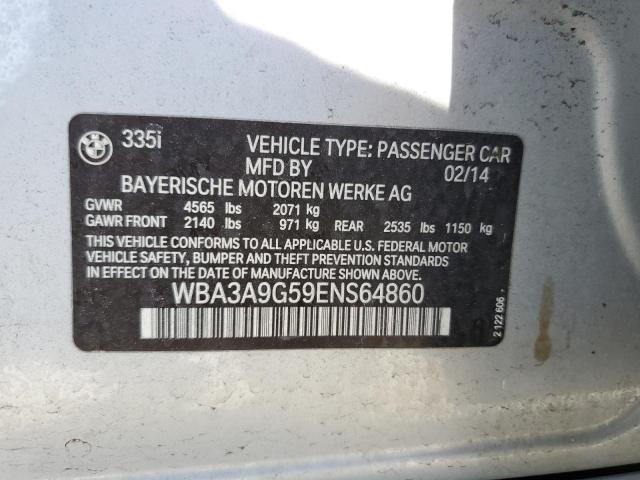 BMW 335i VEHICLE TYPE: PASSENGER CAR
MFD BY 02/14
BAYERISCHE MOTOREN WERKE AG
GVWR 4565 lbs 2071 kg
GAWR FRONT 2140 lbs 971 kg REAR 2535 lbs 1150 kg
THIS VEHICLE CONFORMS TO ALL APPLICABLE U.S. FEDERAL MOTOR
VEHICLE SAFETY, BUMPER AND THEFT PREVENTION STANDARDS
IN EFFECT ON THE DATE OF MANUFACTURE SHOWN ABOVE.
WBA3A9G59ENS64860
2 122 606